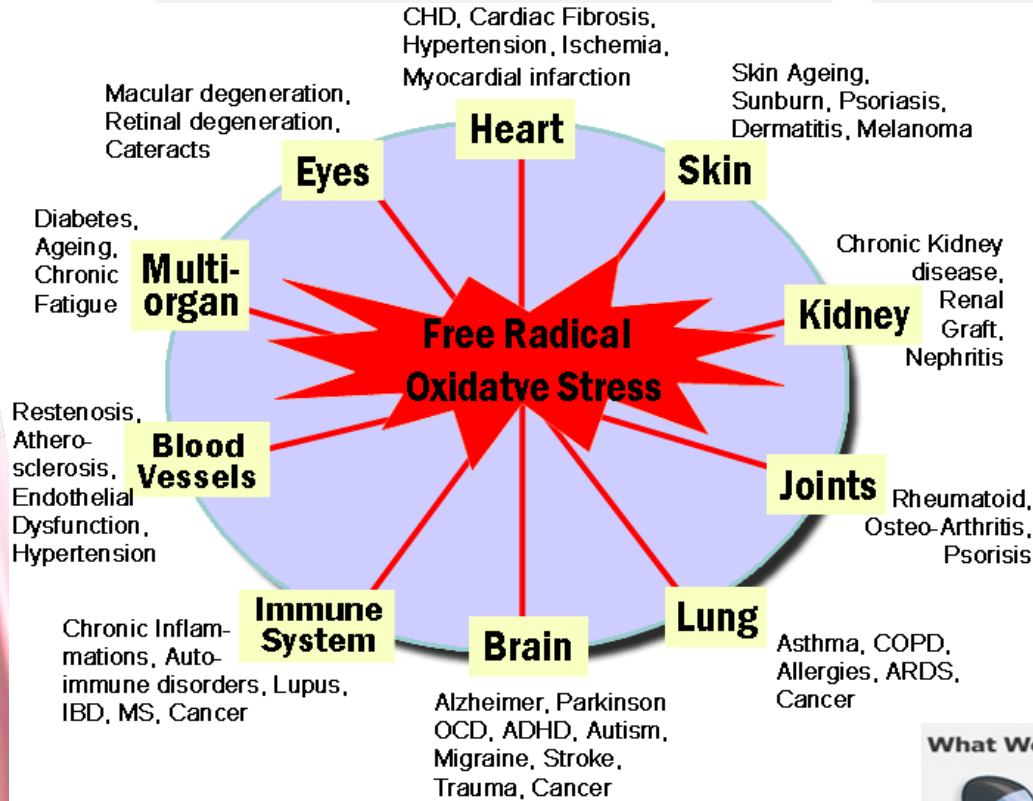 CHD, Cardiac Fibrosis,
Hypertension, Ischemia,
Myocardial infarction
Heart
Skin Ageing,
Sunburn, Psoriasis,
Dermatitis, Melanoma
Skin
Macular degeneration,
Retinal degeneration,
Cateracts
Eyes
Diabetes,
Ageing,
Chronic
Fatigue
Multi-
organ
Chronic Kidney
disease,
Renal
Graft,
Nephritis
Kidney
Free Radical
Oxidatve Stress
Restenosis,
Athero-
sclerosis,
Endothelial
Dysfunction,
Hypertension
Blood
Vessels
Joints
Rheumatoid,
Osteo-Arthritis,
Psorisis
Immune
System
Chronic Inflam-
mations, Auto-
immune disorders, Lupus,
IBD, MS, Cancer
Brain
Alzheimer, Parkinson
OCD, ADHD, Autism,
Migraine, Stroke,
Trauma, Cancer
Lung
Asthma, COPD,
Allergies, ARDS,
Cancer
What